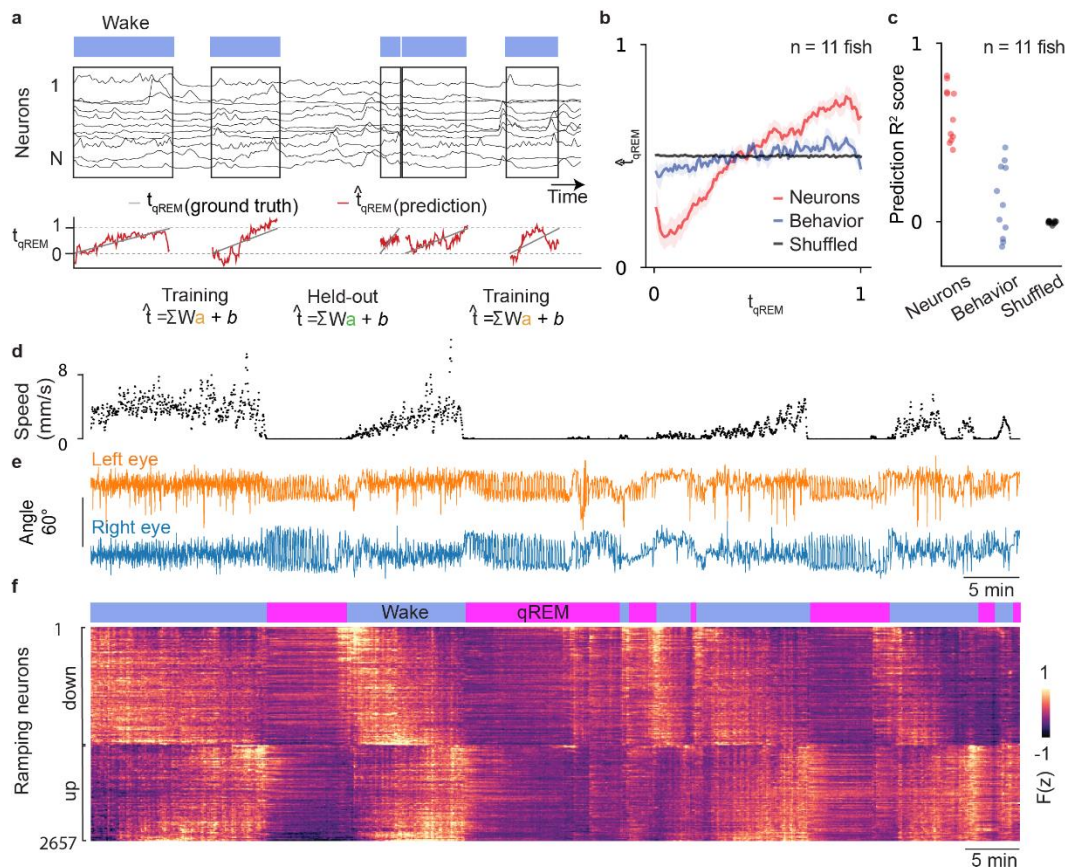 a
Wake
Neurons
1
N
Time
t_qREM (ground truth)
t̂_qREM (prediction)
t_qREM
1
0
Training
t̂ =ΣWa + b
Held-out
t̂ =ΣWa + b
Training
t̂ =ΣWa + b
b
n = 11 fish
1
t̂_qREM
0
Neurons
Behavior
Shuffled
0
1
t_qREM
c
n = 11 fish
Prediction R² score
1
0
Neurons
Behavior
Shuffled
d
Speed
(mm/s)
8
0
e
Left eye
Angle
60°
Right eye
5 min
f
Wake
qREM
Ramping neurons
1
down
up
2657
1
-1
F(z)
5 min